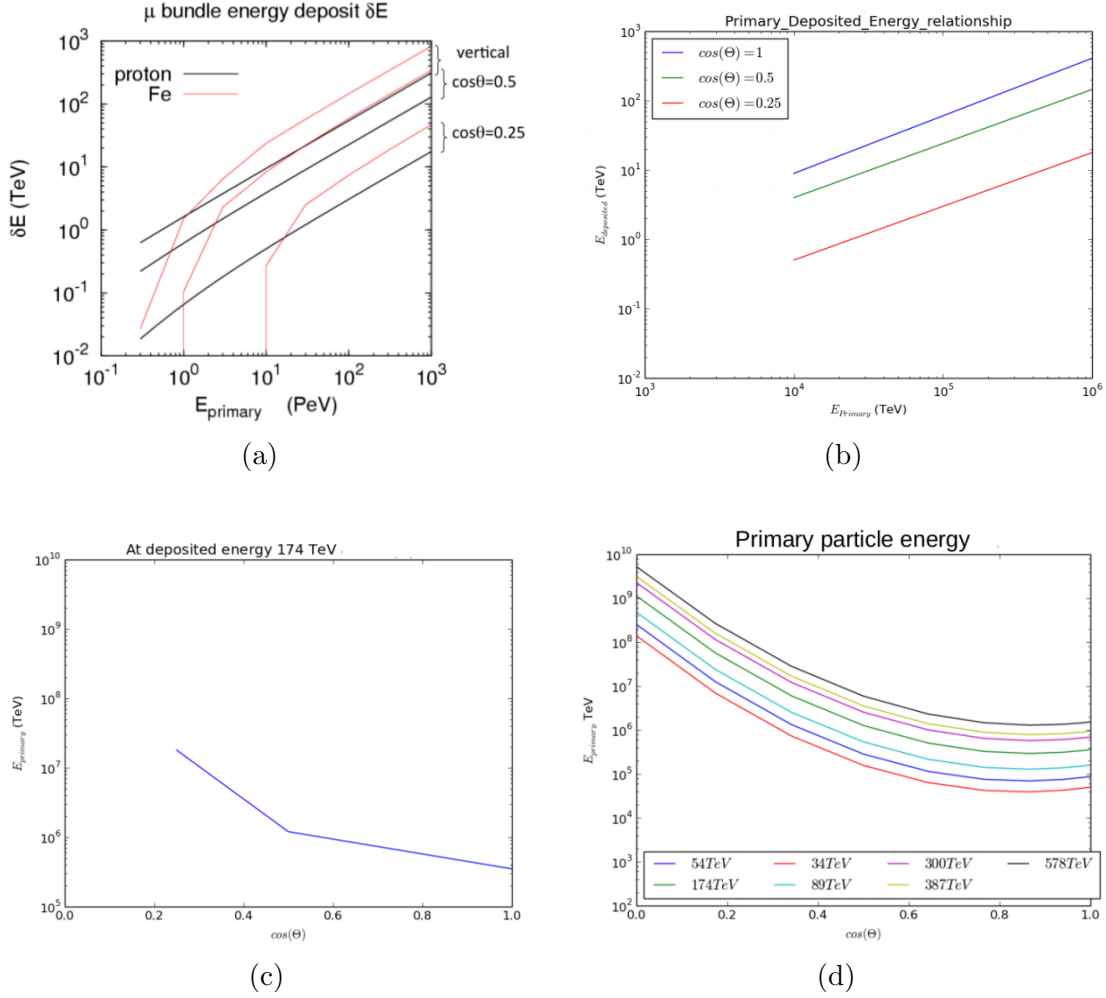 μ bundle energy deposit δE
10³
10²
10¹
10⁰
10⁻¹
10⁻²
δE (TeV)
proton
Fe
vertical
cosθ=0.5
cosθ=0.25
10⁻¹ 10⁰ 10¹ 10² 10³
E_primary (PeV)
(a)
Primary_Deposited_Energy_relationship
10³
10²
10¹
10⁰
10⁻¹
10⁻²
E_deposited (TeV)
cos(Θ)=1
cos(Θ)=0.5
cos(Θ)=0.25
10³ 10⁴ 10⁵ 10⁶
E_Primary (TeV)
(b)
At deposited energy 174 TeV
10¹⁰
10⁹
10⁸
10⁷
10⁶
10⁵
E_primary (TeV)
0.0 0.2 0.4 0.6 0.8 1.0
cos(Θ)
(c)
Primary particle energy
10¹⁰
10⁹
10⁸
10⁷
10⁶
10⁵
10⁴
10³
10²
E_primary TeV
54TeV 34TeV 300TeV 578TeV
174TeV 89TeV 387TeV
0.0 0.2 0.4 0.6 0.8 1.0
cos(Θ)
(d)